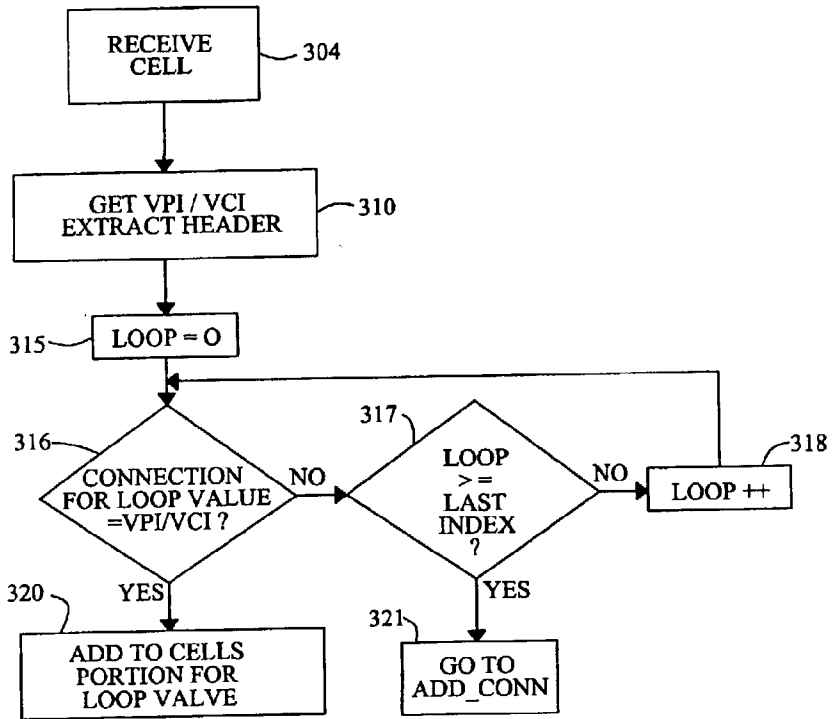 RECEIVE
CELL
304
GET VPI / VCI
EXTRACT HEADER
310
315
LOOP = O
316
CONNECTION
FOR LOOP VALUE
=VPI/VCI ?
NO
317
LOOP
> =
LAST
INDEX
?
NO
318
LOOP ++
YES
320
ADD TO CELLS
PORTION FOR
LOOP VALVE
YES
321
GO TO
ADD_CONN